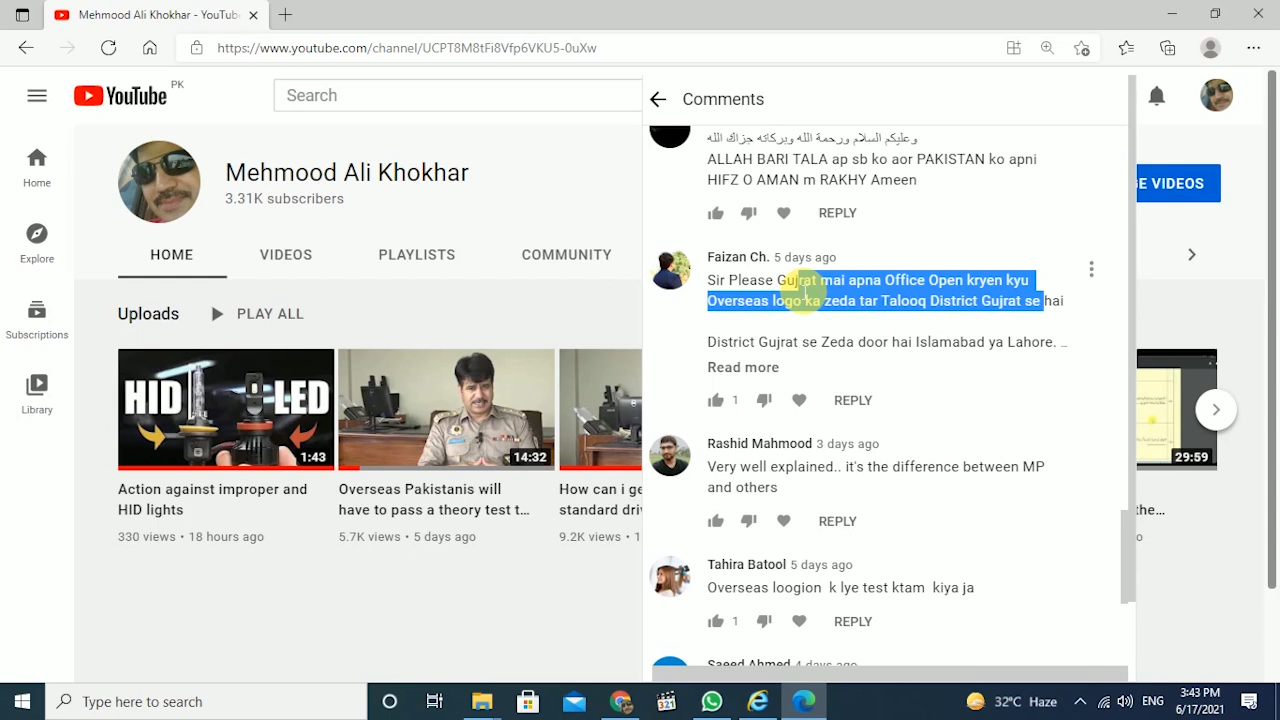 Mehmood Ali Khokhar - YouTube
https://www.youtube.com/channel/UCPT8M8tFi8Vfp6VKU5-0uXw
YouTube PK
Search
Mehmood Ali Khokhar
3.31K subscribers
HOME
VIDEOS
PLAYLISTS
COMMUNITY
Home
Explore
Subscriptions
Library
Uploads
PLAY ALL
HID
LED
1:43
14:32
29:59
Action against improper and
HID lights
330 views • 18 hours ago
Overseas Pakistanis will
have to pass a theory test t...
5.7K views • 5 days ago
How can i ge
standard dri
9.2K views • 1
VIDEOS
Comments
وعليكم السلام ورحمة الله وبركاته جزاك الله
ALLAH BARI TALA ap sb ko aor PAKISTAN ko apni
HIFZ O AMAN m RAKHY Ameen
REPLY
Faizan Ch. 5 days ago
Sir Please Gujrat mai apna Office Open kryen kyu
Overseas logo ka zeda tar Talooq District Gujrat se hai
District Gujrat se Zeda door hai Islamabad ya Lahore. ...
Read more
1 REPLY
Rashid Mahmood 3 days ago
Very well explained.. it's the difference between MP
and others
REPLY
Tahira Batool 5 days ago
Overseas loogion k lye test ktam kiya ja
1 REPLY
Saeed Ahmed 4 days ago
Type here to search
32°C Haze
ENG
3:43 PM
6/17/2021